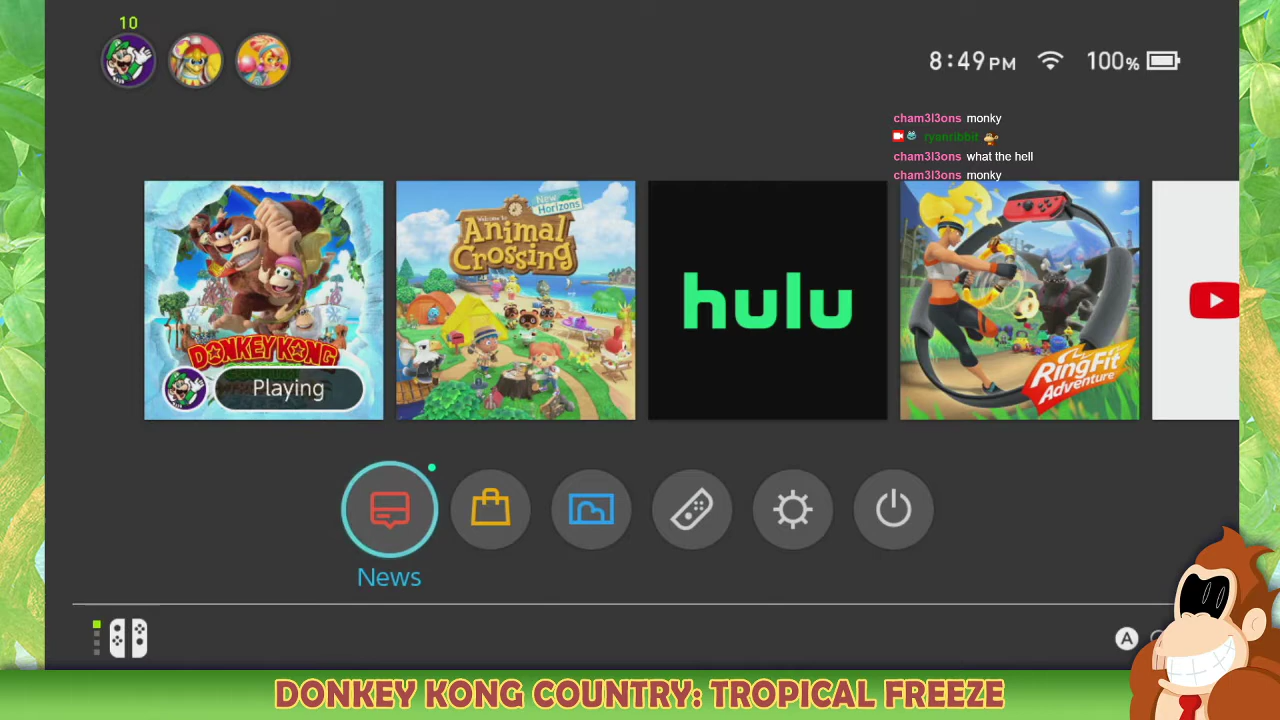 10
8:49 PM 100%
cham3l3ons monky
ryanribbit
cham3l3ons what the hell
cham3l3ons monky
DONKEY KONG
Playing
Welcome to
Animal
Crossing
New
Horizons
hulu
RingFit
Adventure
News
A
DONKEY KONG COUNTRY: TROPICAL FREEZE